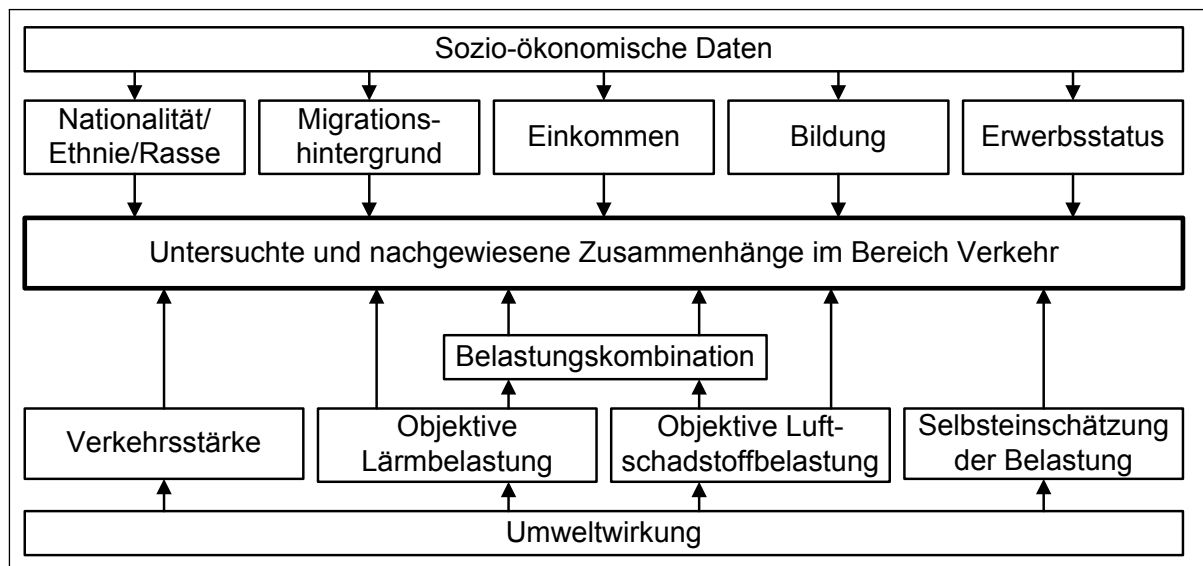 Sozio-ökonomische Daten
Nationalität/
Ethnie/Rasse
Migrations-
hintergrund
Einkommen
Bildung
Erwerbsstatus
Untersuchte und nachgewiesene Zusammenhänge im Bereich Verkehr
Belastungskombination
Verkehrsstärke
Objektive
Lärmbelastung
Objektive Luft-
schadstoffbelastung
Selbsteinschätzung
der Belastung
Umweltwirkung